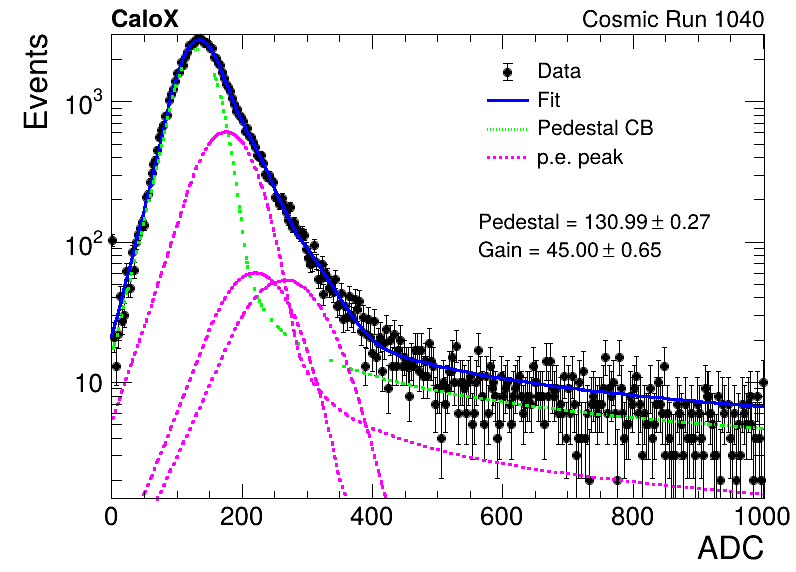 CaloX Cosmic Run 1040
Events
Data
Fit
Pedestal CB
p.e. peak
Pedestal = 130.99 ± 0.27
Gain = 45.00 ± 0.65
10³
10²
10
0 200 400 600 800 1000
ADC